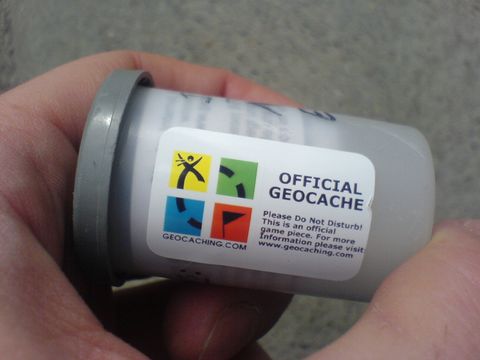 OFFICIAL
GEOCACHE
Please Do Not Disturb!
This is an official
game piece. For more
Information please visit
www.geocaching.com
GEOCACHING.COM